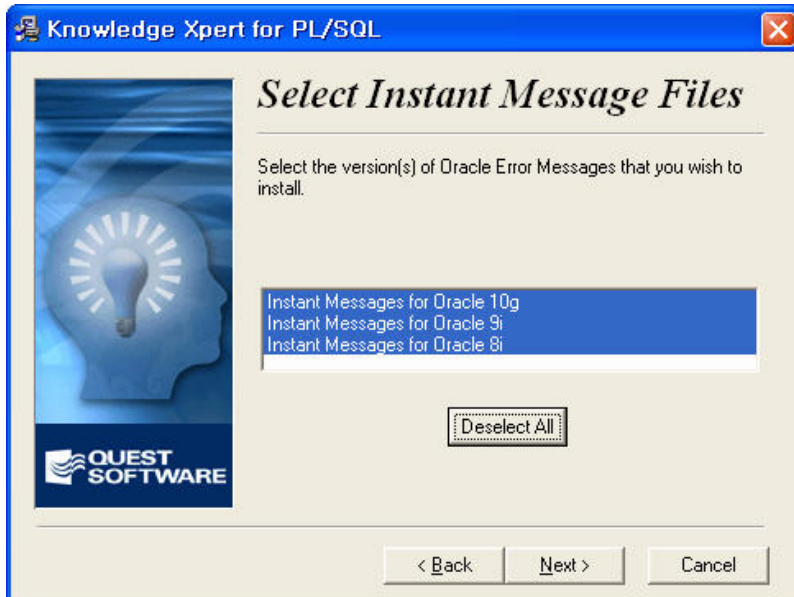 Knowledge Xpert for PL/SQL
Select Instant Message Files
Select the version(s) of Oracle Error Messages that you wish to
install.
Instant Messages for Oracle 10g
Instant Messages for Oracle 9i
Instant Messages for Oracle 8i
Deselect All
QUEST
SOFTWARE
< Back
Next >
Cancel